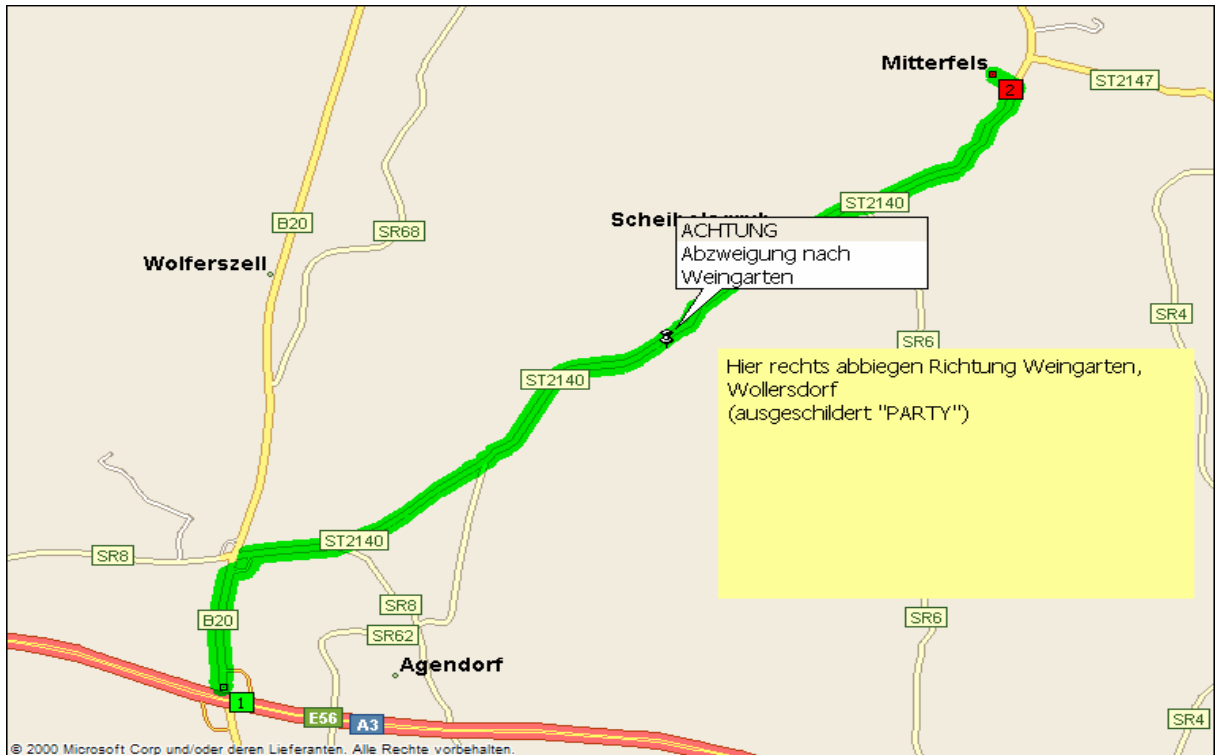 Mitterfels
2
ST2147
ST2140
B20
SR68
ACHTUNG
Abzweigung nach
Weingarten
Wolferszell
SR4
SR6
Hier rechts abbiegen Richtung Weingarten,
Wollersdorf
(ausgeschildert "PARTY")
ST2140
ST2140
SR8
SR8
B20
SR62
SR6
Agendorf
1
E56
A3
SR4
© 2000 Microsoft Corp und/oder deren Lieferanten. Alle Rechte vorbehalten.